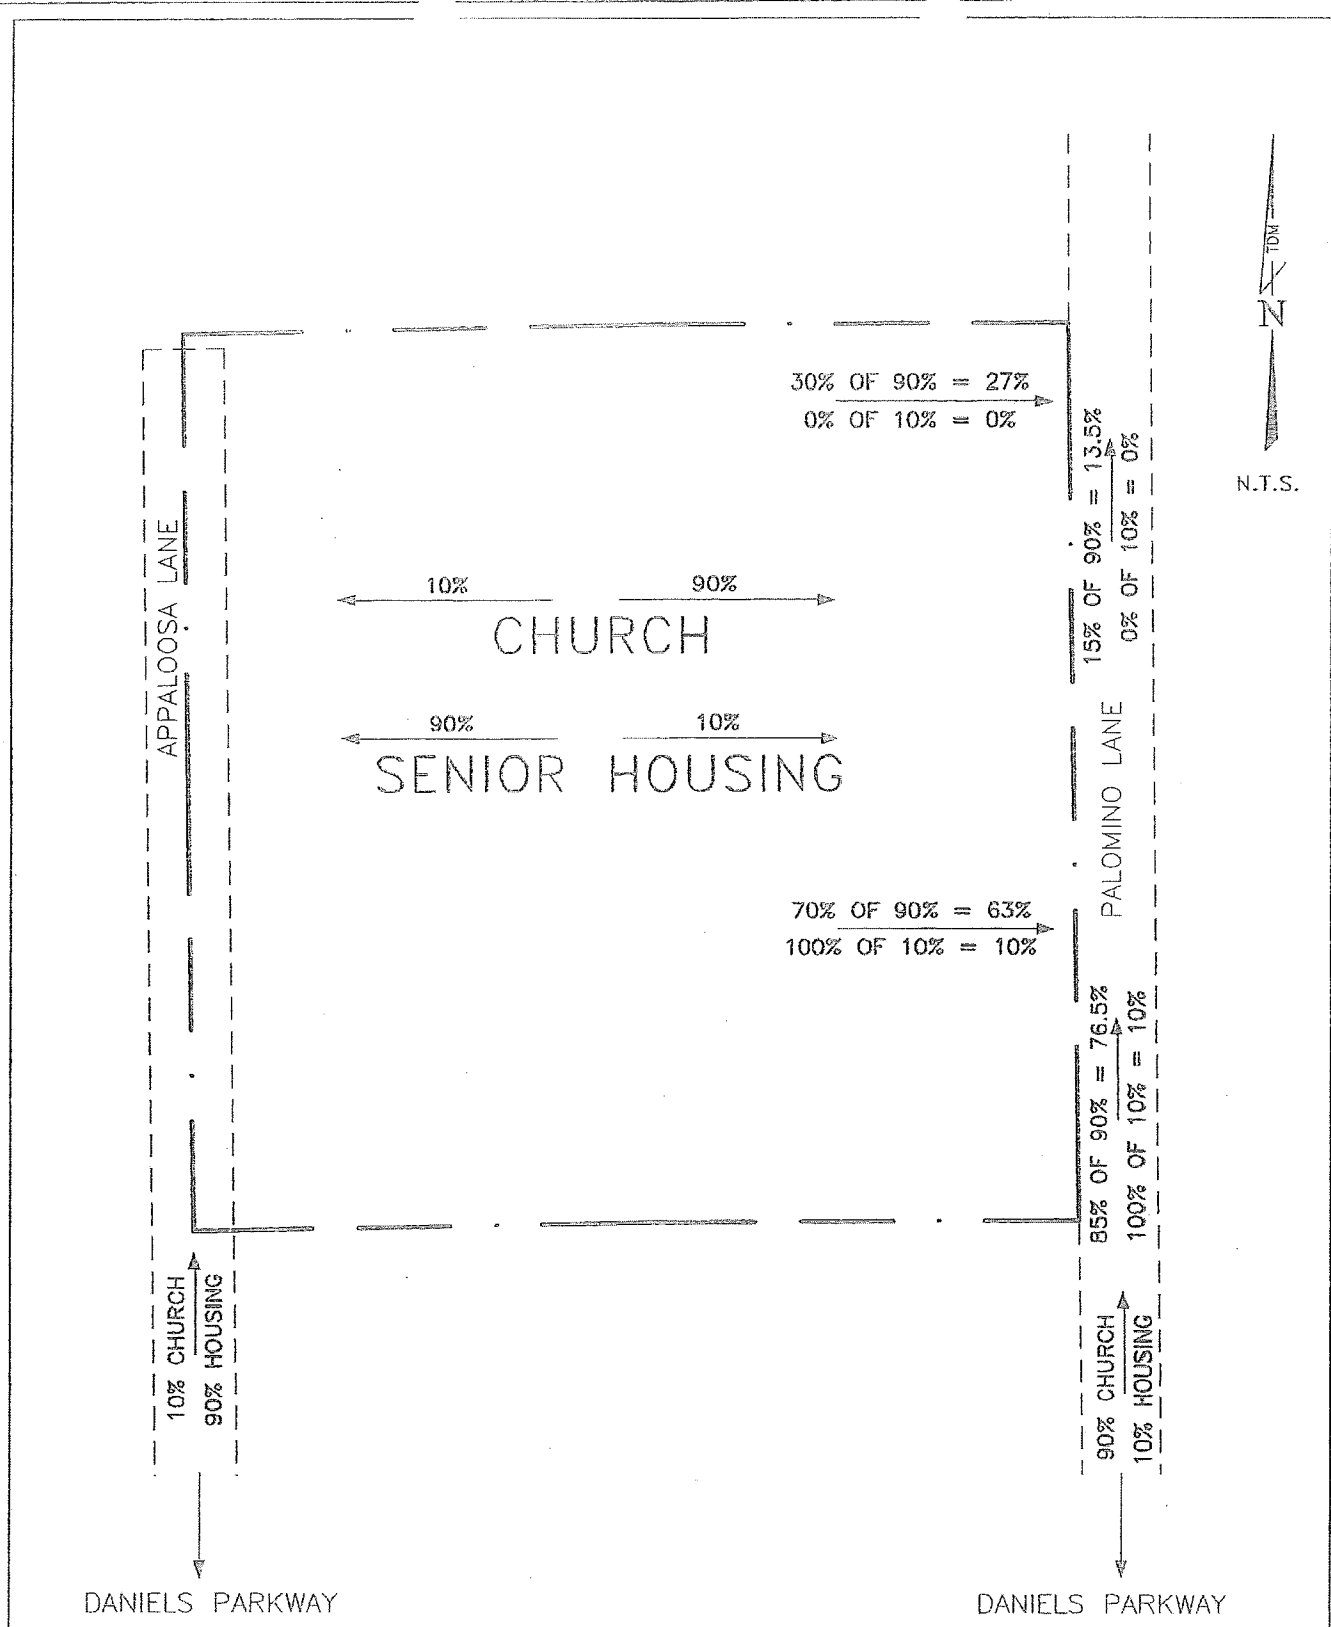 TDM
N
N.T.S.
30% OF 90% = 27%
0% OF 10% = 0%
15% OF 90% = 13.5%
0% OF 10% = 0%
APPALOOSA LANE
10%
90%
CHURCH
90%
10%
SENIOR HOUSING
PALOMINO LANE
70% OF 90% = 63%
100% OF 10% = 10%
85% OF 90% = 76.5%
100% OF 10% = 10%
10% CHURCH
90% HOUSING
90% CHURCH
10% HOUSING
DANIELS PARKWAY
DANIELS PARKWAY